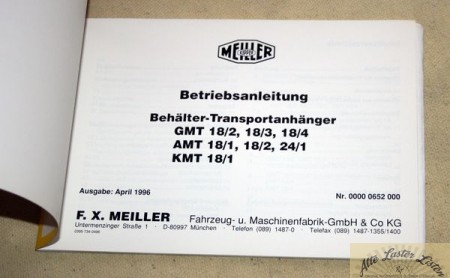 MEILLER
KIPPER
Betriebsanleitung
Behälter-Transportanhänger
GMT 18/2, 18/3, 18/4
AMT 18/1, 18/2, 24/1
KMT 18/1
Ausgabe: April 1996
Nr. 0000 0652 000
F. X. MEILLER Fahrzeug- u. Maschinenfabrik-GmbH & Co KG
Untermenzinger Straße 1 · D-80997 München · Telefon (089) 1487-0 · Telefax (089) 1487-1355/1400
Alte Laster Listen